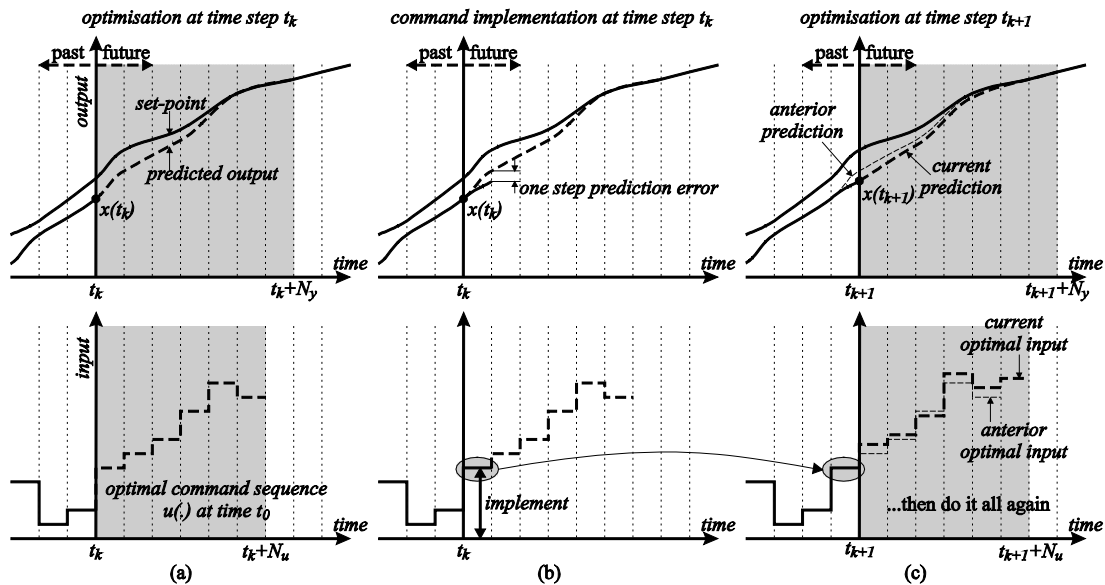 optimisation at time step tk
command implementation at time step tk
optimisation at time step tk+1
past future
output
set-point
predicted output
x(tk)
time
tk
tk+Ny
past future
one step prediction error
x(tk)
time
tk
past future
anterior
prediction
current
prediction
x(tk+1)
time
tk+1
tk+1+Ny
input
optimal command sequence
u(.) at time t0
time
tk
tk+Nu
implement
time
tk
current
optimal input
anterior
optimal input
...then do it all again
time
tk+1
tk+1+Nu
(a)
(b)
(c)